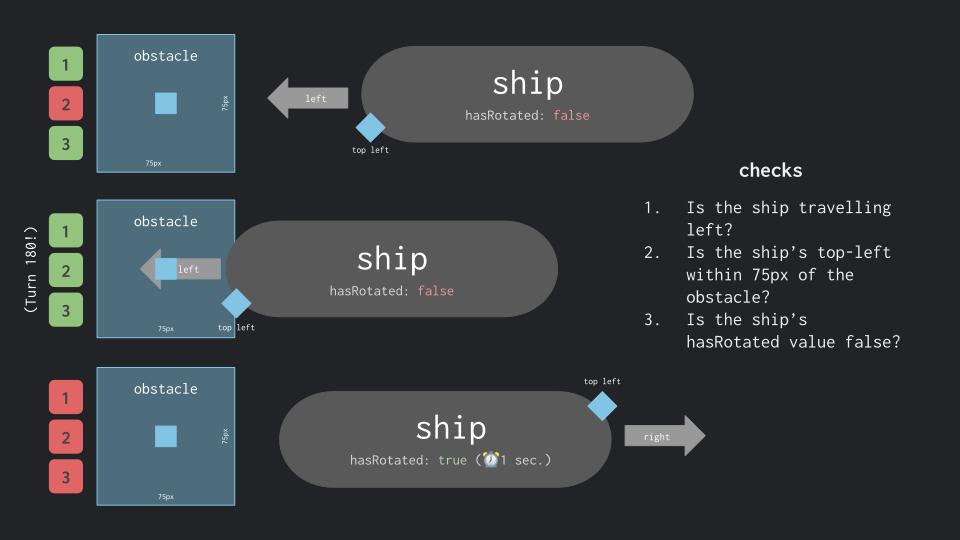 1
2
3
obstacle
75px
75px
left
ship
hasRotated: false
top left
checks
1. Is the ship travelling
left?
2. Is the ship’s top-left
within 75px of the
obstacle?
3. Is the ship’s
hasRotated value false?
(Turn 180!)
1
2
3
obstacle
left
75px
ship
hasRotated: false
top left
1
2
3
obstacle
75px
75px
top left
ship
hasRotated: true (⏰1 sec.)
right